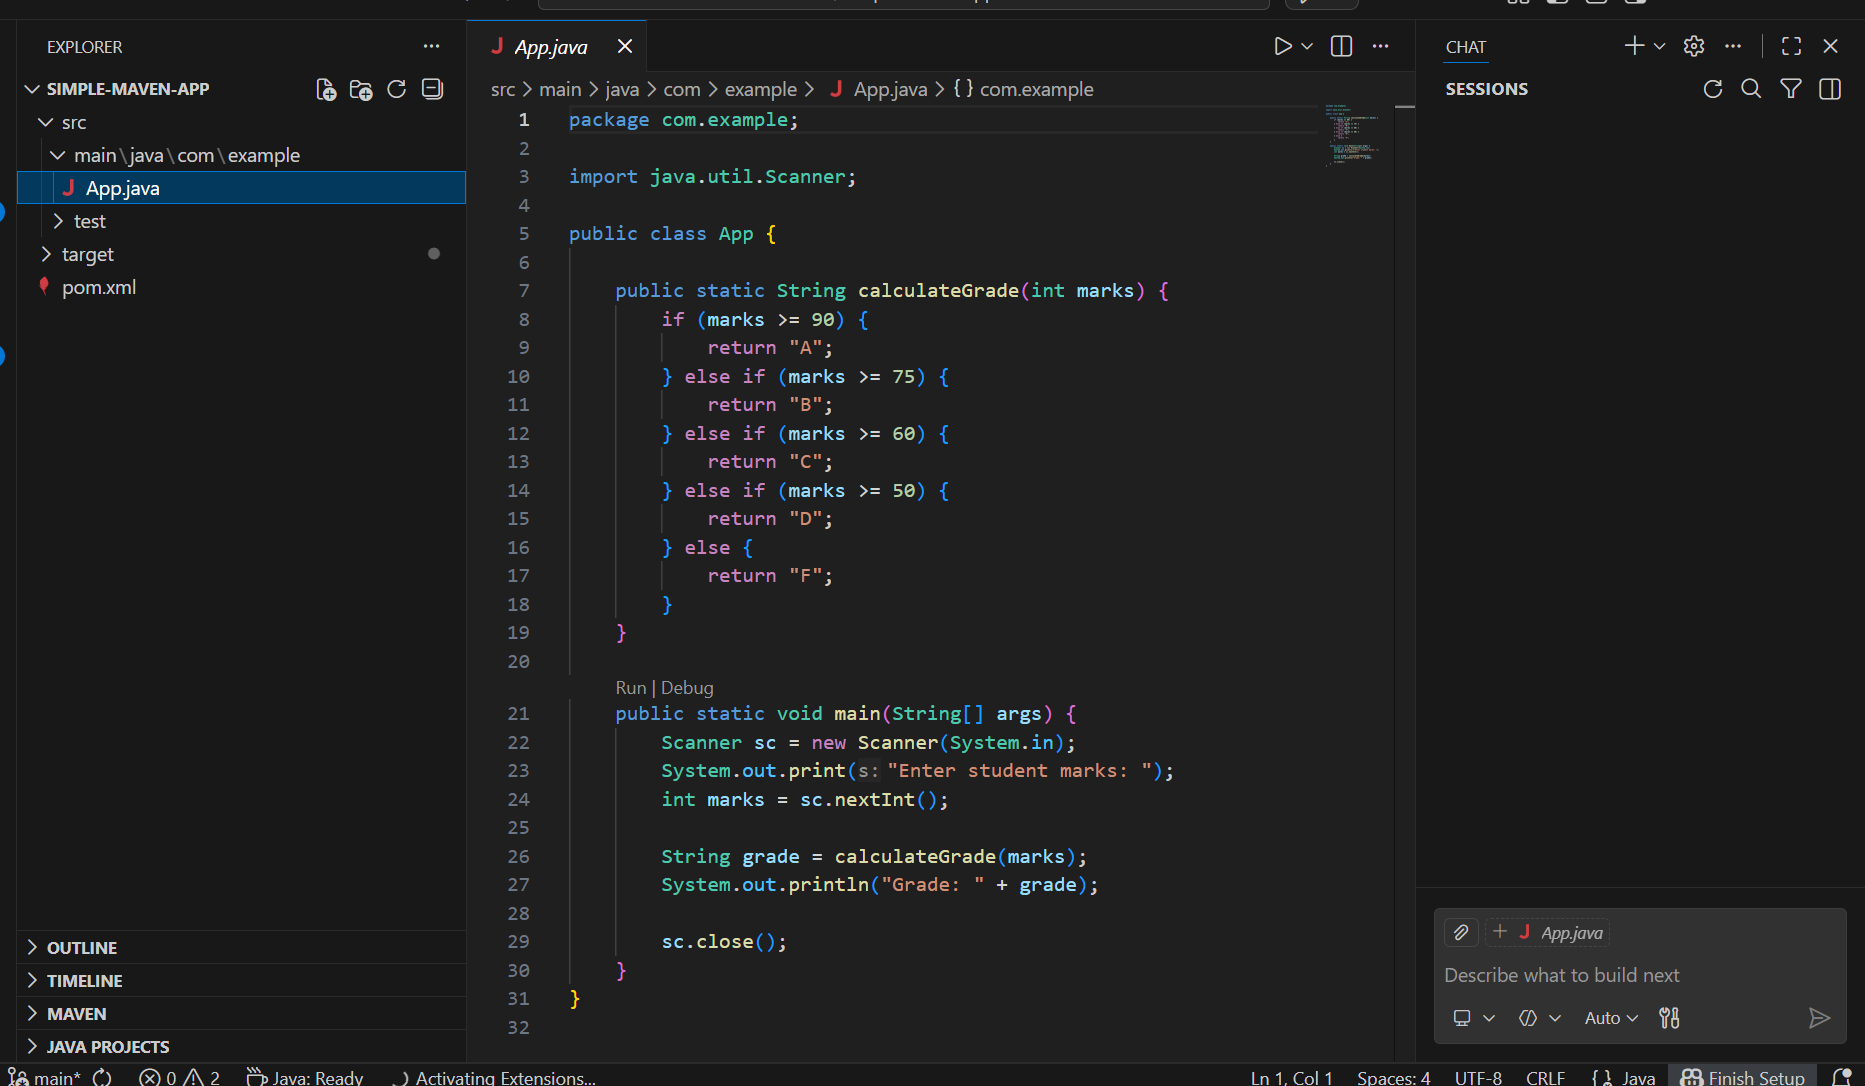 EXPLORER
SIMPLE-MAVEN-APP
src
main\java\com\example
App.java
test
target
pom.xml
OUTLINE
TIMELINE
MAVEN
JAVA PROJECTS
App.java
src > main > java > com > example > App.java > {} com.example
1 package com.example;
2
3 import java.util.Scanner;
4
5 public class App {
6
7 public static String calculateGrade(int marks) {
8 if (marks >= 90) {
9 return "A";
10 } else if (marks >= 75) {
11 return "B";
12 } else if (marks >= 60) {
13 return "C";
14 } else if (marks >= 50) {
15 return "D";
16 } else {
17 return "F";
18 }
19 }
20
Run | Debug
21 public static void main(String[] args) {
22 Scanner sc = new Scanner(System.in);
23 System.out.print(s: "Enter student marks: ");
24 int marks = sc.nextInt();
25
26 String grade = calculateGrade(marks);
27 System.out.println("Grade: " + grade);
28
29 sc.close();
30 }
31 }
32
CHAT
SESSIONS
App.java
Describe what to build next
Auto
main* 0 2 Java: Ready Activating Extensions... Ln 1, Col 1 Spaces: 4 UTF-8 CRLF {} Java Finish Setup